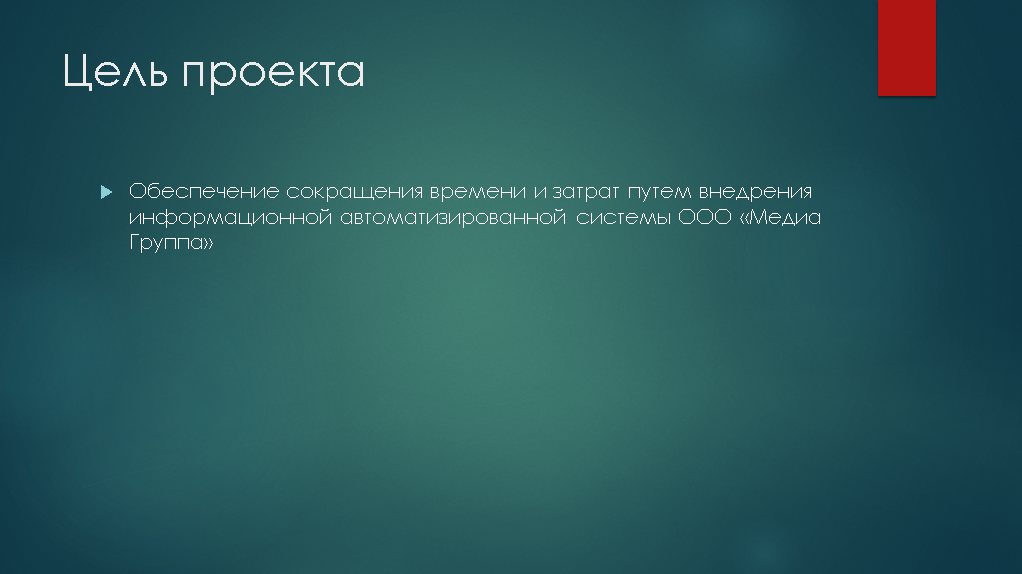 Цель проекта
Обеспечение сокращения времени и затрат путем внедрения
информационной автоматизированной системы ООО «Медиа
Группа»